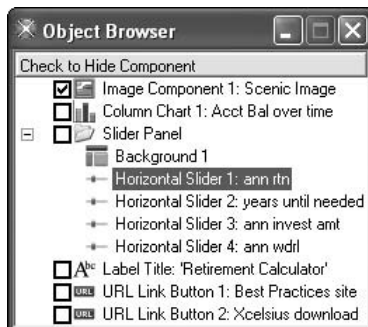 Object Browser
Check to Hide Component
Image Component 1: Scenic Image
Column Chart 1: Acct Bal over time
Slider Panel
Background 1
Horizontal Slider 1: ann rtn
Horizontal Slider 2: years until needed
Horizontal Slider 3: ann invest amt
Horizontal Slider 4: ann wdrl
Abc Label Title: 'Retirement Calculator'
URL URL Link Button 1: Best Practices site
URL URL Link Button 2: Xcelsius download